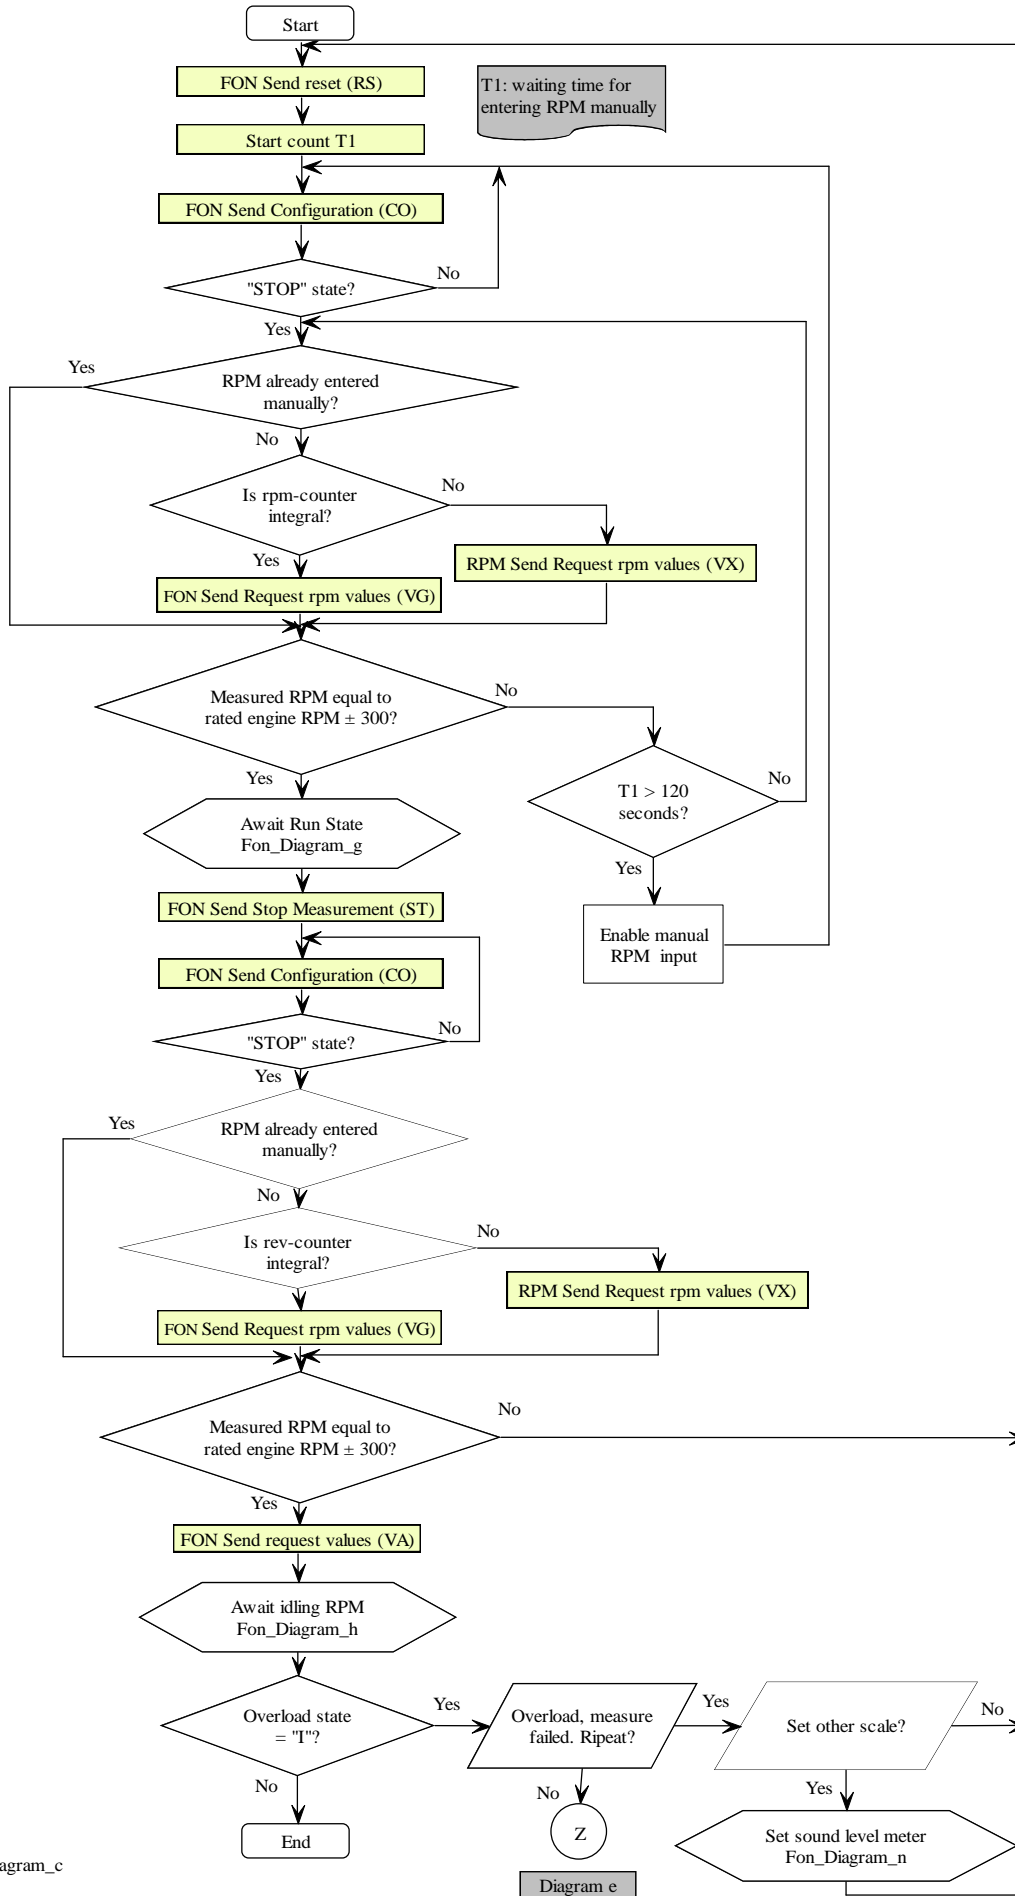 Start
FON Send reset (RS)
T1: waiting time for
entering RPM manually
Start count T1
FON Send Configuration (CO)
"STOP" state?
No
Yes
RPM already entered
manually?
Yes
No
Is rpm-counter
integral?
No
Yes
RPM Send Request rpm values (VX)
FON Send Request rpm values (VG)
Measured RPM equal to
rated engine RPM ± 300?
No
Yes
T1 > 120
seconds?
No
Yes
Await Run State
Fon_Diagram_g
FON Send Stop Measurement (ST)
Enable manual
RPM input
FON Send Configuration (CO)
"STOP" state?
No
Yes
RPM already entered
manually?
Yes
No
Is rev-counter
integral?
No
RPM Send Request rpm values (VX)
FON Send Request rpm values (VG)
Measured RPM equal to
rated engine RPM ± 300?
No
Yes
FON Send request values (VA)
Await idling RPM
Fon_Diagram_h
Overload state
= "I"?
Yes
No
Overload, measure
failed. Ripeat?
Yes
No
Set other scale?
No
Yes
End
Z
Set sound level meter
Fon_Diagram_n
agram_c
Diagram e